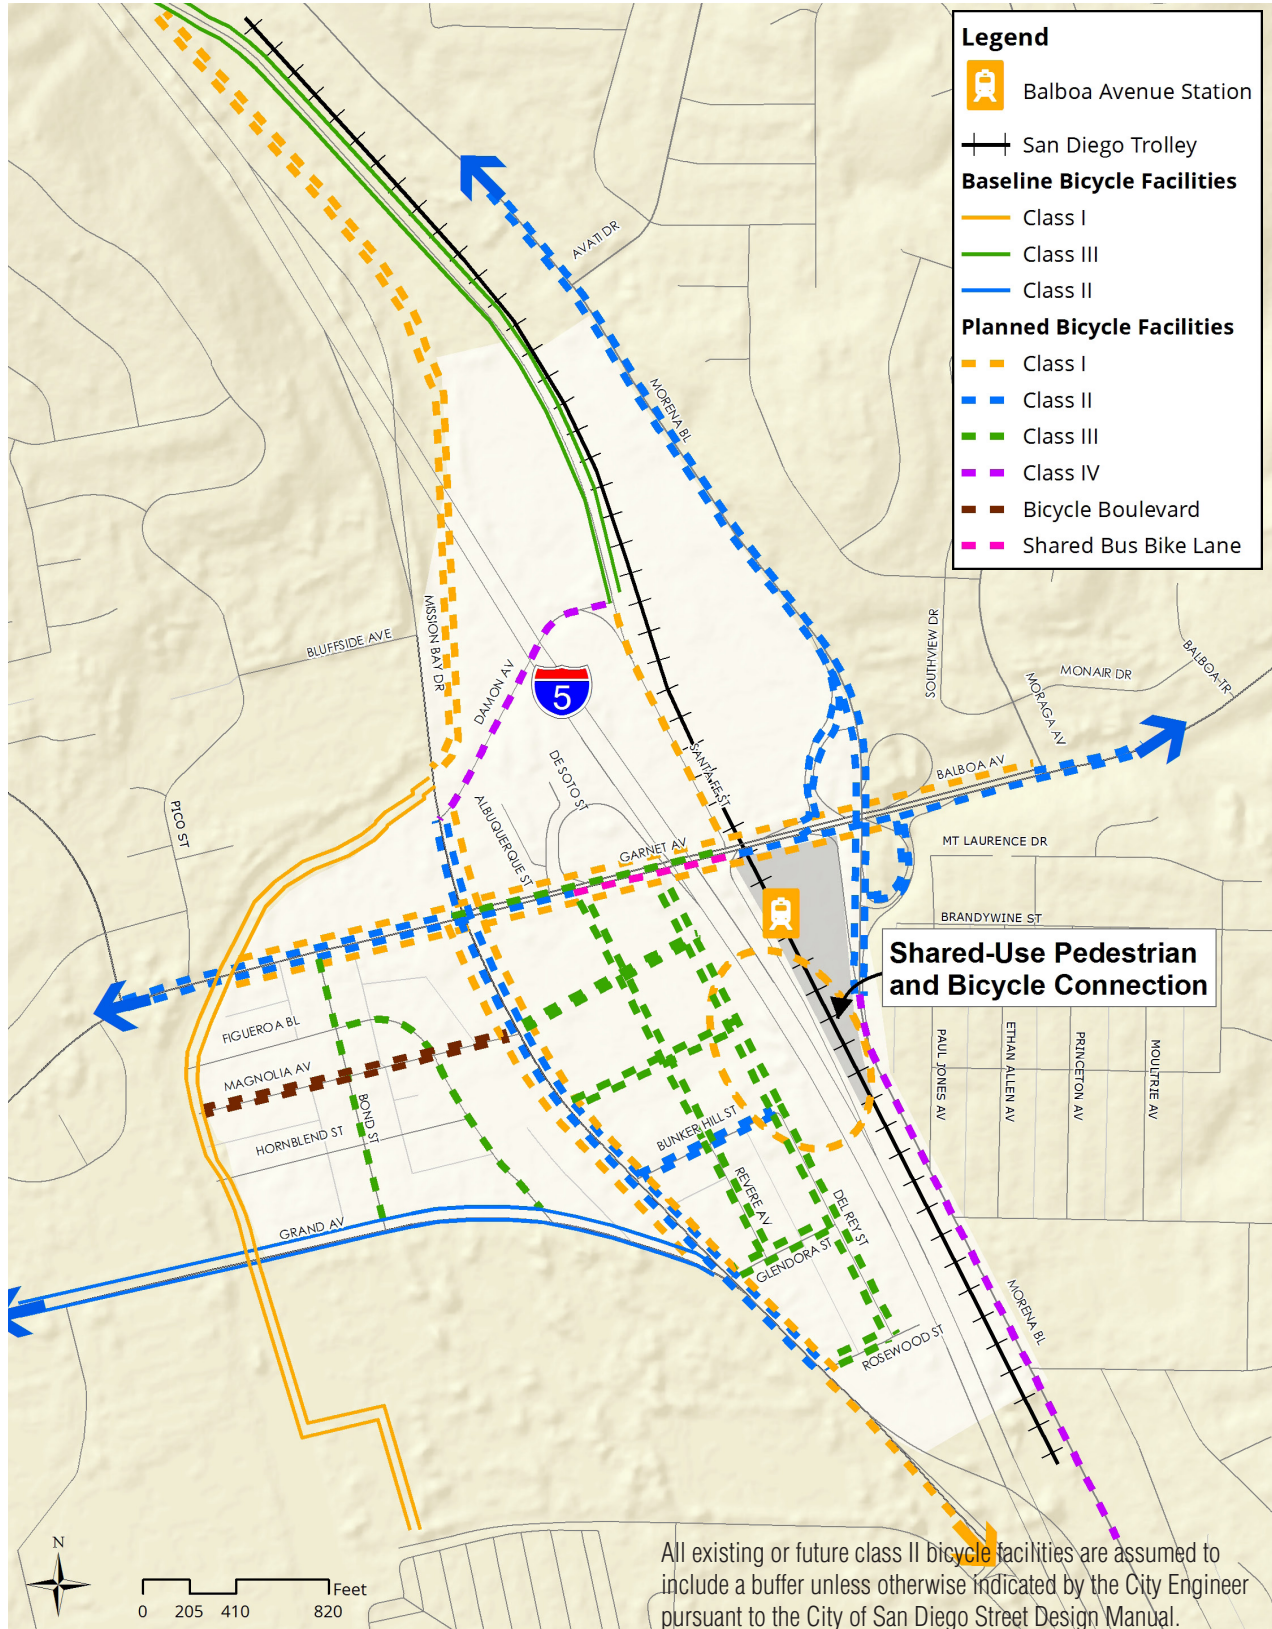 Legend
Balboa Avenue Station
San Diego Trolley
Baseline Bicycle Facilities
Class I
Class III
Class II
Planned Bicycle Facilities
Class I
Class II
Class III
Class IV
Bicycle Boulevard
Shared Bus Bike Lane
AVATI DR
MORENA BL
MISSION BAY DR
BLUFFSIDE AVE
DAMON AV
5
SOUTHVIEW DR
MONAIR DR
BALBOA TR
MORAGA AV
DE SOTO ST
SANTA FE ST
BALBOA AV
PICO ST
ALBUQUERQUE ST
GARNET AV
MT LAURENCE DR
BRANDYWINE ST
Shared-Use Pedestrian
and Bicycle Connection
FIGUEROA BL
MAGNOLIA AV
BOND ST
HORNBLEND ST
GRAND AV
BUNKER HILL ST
REVERE AV
DEL REY ST
GLENDORA ST
ROSEWOOD ST
PAUL JONES AV
ETHAN ALLEN AV
PRINCETON AV
MOULTRIE AV
MORENA BL
N
Feet
0 205 410 820
All existing or future class II bicycle facilities are assumed to
include a buffer unless otherwise indicated by the City Engineer
pursuant to the City of San Diego Street Design Manual.